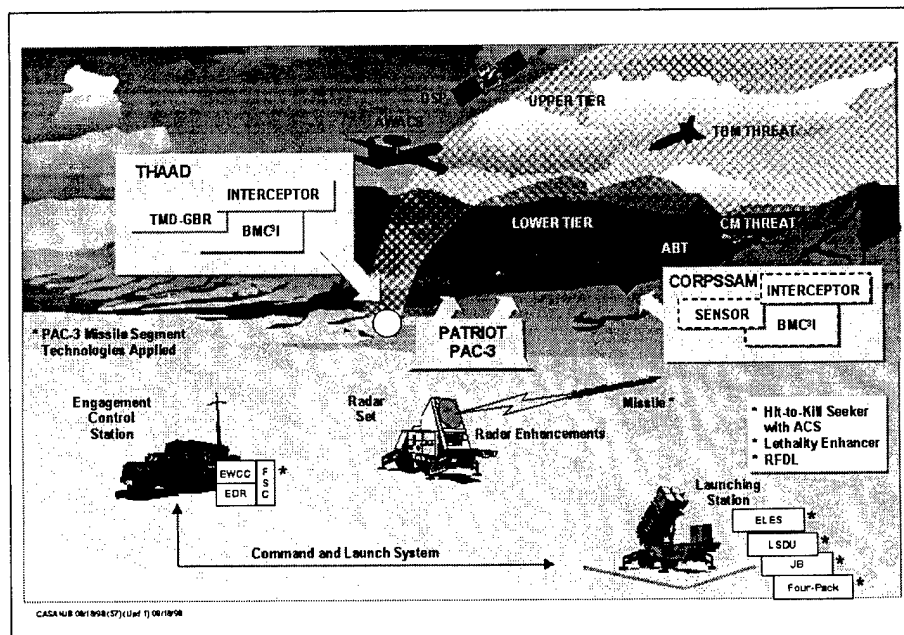 DSP
UPPER TIER
AWACS
TBM THREAT
THAAD
INTERCEPTOR
TMD-GBR
BMC³I
LOWER TIER
CM THREAT
ABT
CORPSSAM
INTERCEPTOR
SENSOR
BMC³I
PATRIOT
PAC-3
* PAC-3 Missile Segment
Technologies Applied
Engagement
Control
Station
EWCC
EDR
F
S
C
*
Radar
Set
Radar Enhancements
Missile *
* Hit-to-Kill Seeker
with ACS
* Lethality Enhancer
* RFDL
Launching
Station
ELES *
LSDU *
JB *
Four-Pack *
Command and Launch System